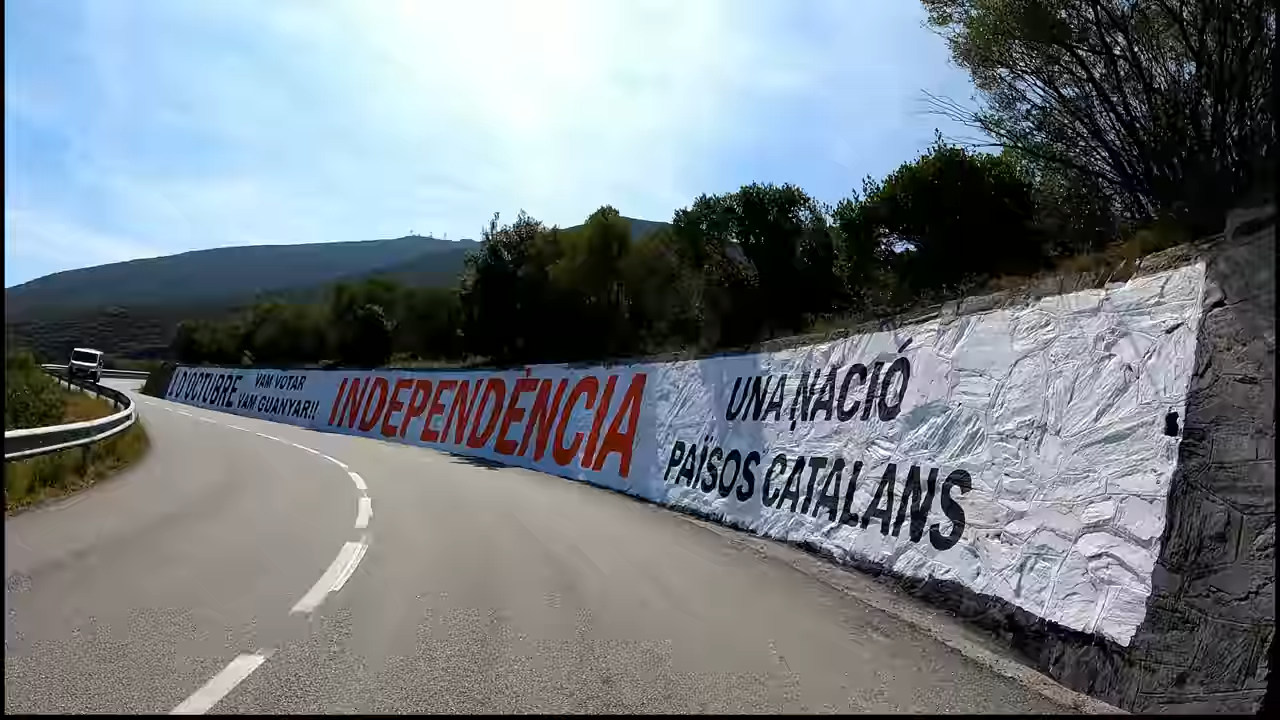 1 D'OCTUBRE
VAM VOTAR
VAM GUANYAR!!
INDEPENDÈNCIA
UNA NACIÓ
PAÏSOS CATALANS